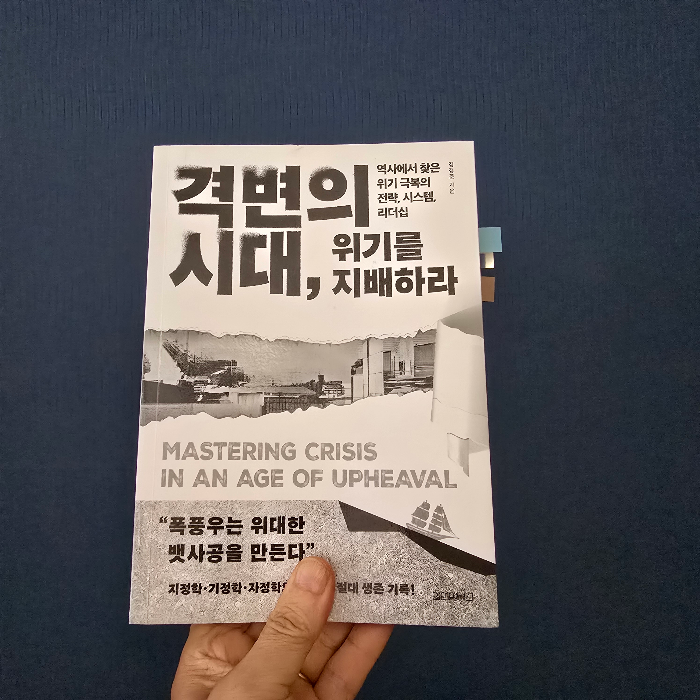 격변의
시대,
위기를
지배하라
역사에서 찾은
위기 극복의
전략, 시스템,
리더십
MASTERING CRISIS
IN AN AGE OF UPHEAVAL
“폭풍우는 위대한
뱃사공을 만든다”
지정학·기정학·자정학의 절대 생존 기록!